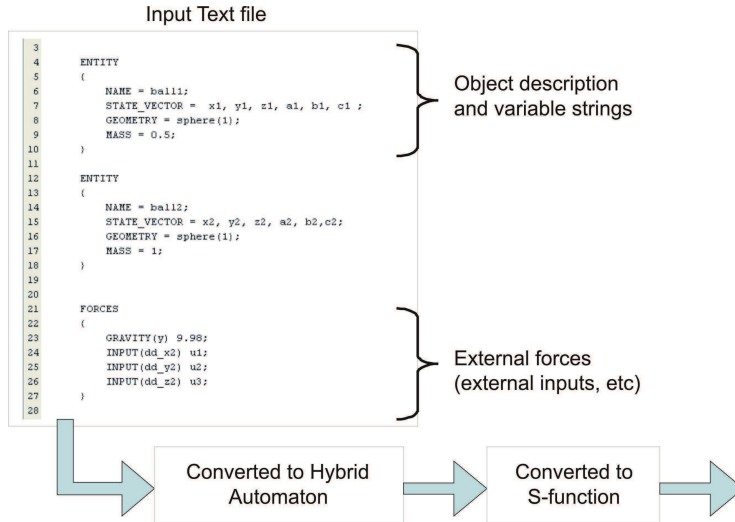 Input Text file
3
4 ENTITY
5 {
6 NAME = ball1;
7 STATE_VECTOR = x1, y1, z1, a1, b1, c1 ;
8 GEOMETRY = sphere(1);
9 MASS = 0.5;
10 }
11
12 ENTITY
13 {
14 NAME = ball2;
15 STATE_VECTOR = x2, y2, z2, a2, b2,c2;
16 GEOMETRY = sphere(1);
17 MASS = 1;
18 }
19
20
21 FORCES
22 {
23 GRAVITY(y) 9.98;
24 INPUT(dd_x2) u1;
25 INPUT(dd_y2) u2;
26 INPUT(dd_z2) u3;
27 }
28
Object description
and variable strings
External forces
(external inputs, etc)
Converted to Hybrid
Automaton
Converted to
S-function